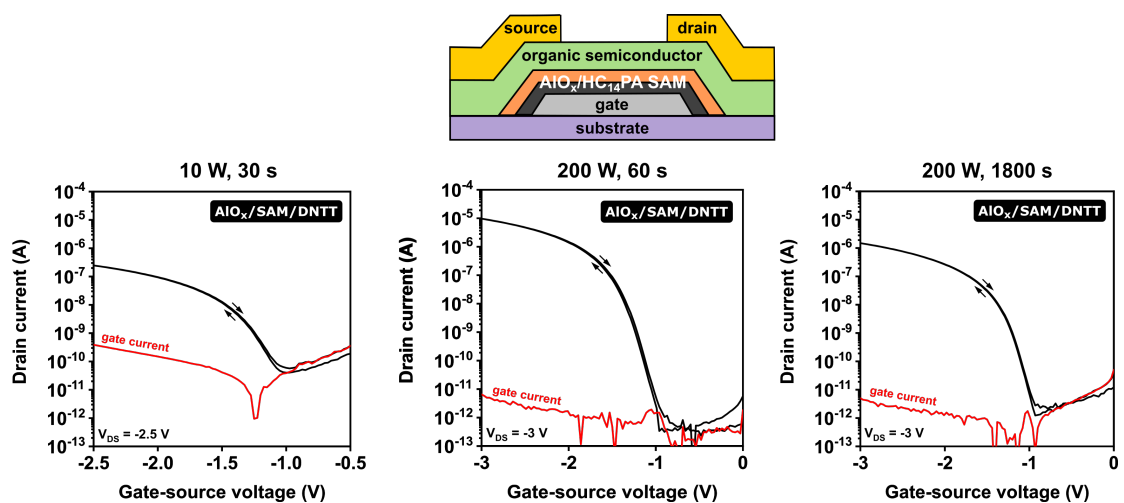 source drain
organic semiconductor
AlOₓ/HC₁₄PA SAM
gate
substrate
10 W, 30 s
10⁻⁴
10⁻⁵
10⁻⁶
10⁻⁷
10⁻⁸
10⁻⁹
10⁻¹⁰
10⁻¹¹
10⁻¹²
10⁻¹³
Drain current (A)
AlOₓ/SAM/DNTT
gate current
V_DS = -2.5 V
-2.5 -2.0 -1.5 -1.0 -0.5
Gate-source voltage (V)
200 W, 60 s
10⁻⁴
10⁻⁵
10⁻⁶
10⁻⁷
10⁻⁸
10⁻⁹
10⁻¹⁰
10⁻¹¹
10⁻¹²
10⁻¹³
Drain current (A)
AlOₓ/SAM/DNTT
gate current
V_DS = -3 V
-3 -2 -1 0
Gate-source voltage (V)
200 W, 1800 s
10⁻⁴
10⁻⁵
10⁻⁶
10⁻⁷
10⁻⁸
10⁻⁹
10⁻¹⁰
10⁻¹¹
10⁻¹²
10⁻¹³
Drain current (A)
AlOₓ/SAM/DNTT
gate current
V_DS = -3 V
-3 -2 -1 0
Gate-source voltage (V)